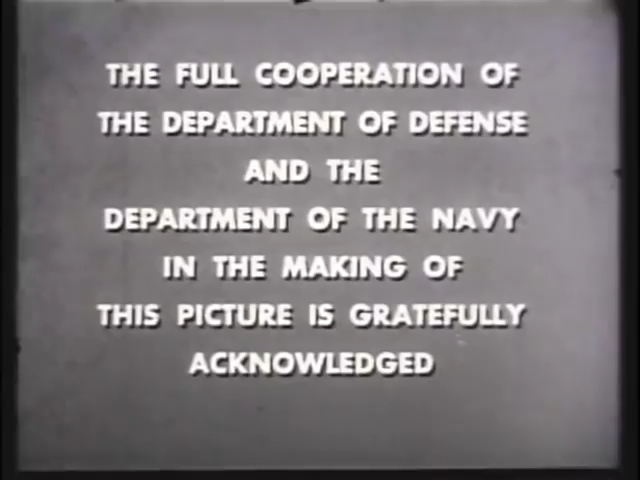 THE FULL COOPERATION OF
THE DEPARTMENT OF DEFENSE
AND THE
DEPARTMENT OF THE NAVY
IN THE MAKING OF
THIS PICTURE IS GRATEFULLY
ACKNOWLEDGED